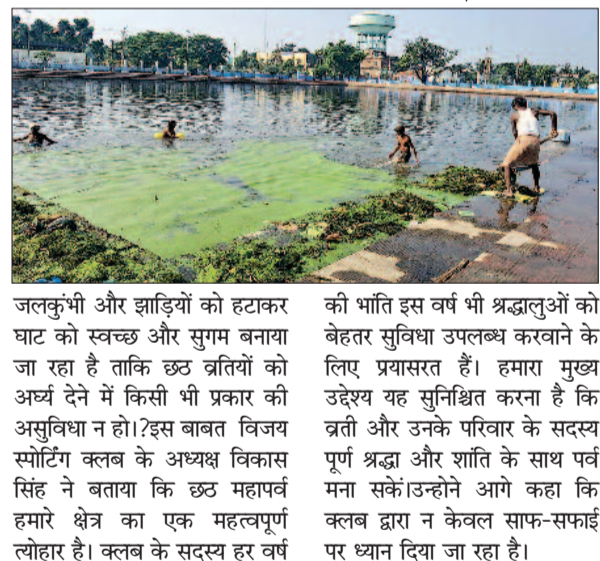 जलकुंभी और झाड़ियों को हटाकर
घाट को स्वच्छ और सुगम बनाया
जा रहा है ताकि छठ व्रतियों को
अर्घ्य देने में किसी भी प्रकार की
असुविधा न हो।?इस बाबत विजय
स्पोर्टिंग क्लब के अध्यक्ष विकास
सिंह ने बताया कि छठ महापर्व
हमारे क्षेत्र का एक महत्वपूर्ण
त्योहार है। क्लब के सदस्य हर वर्ष
की भांति इस वर्ष भी श्रद्धालुओं को
बेहतर सुविधा उपलब्ध करवाने के
लिए प्रयासरत हैं। हमारा मुख्य
उद्देश्य यह सुनिश्चित करना है कि
व्रती और उनके परिवार के सदस्य
पूर्ण श्रद्धा और शांति के साथ पर्व
मना सकें।उन्होने आगे कहा कि
क्लब द्वारा न केवल साफ-सफाई
पर ध्यान दिया जा रहा है।